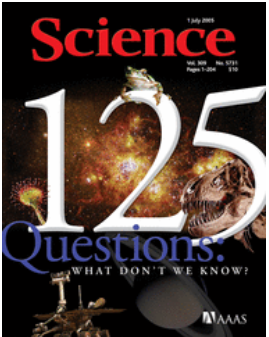 1 July 2005
Science
Vol. 309 No. 5731
Pages 1–204 $10
125
Questions:
WHAT DON'T WE KNOW?
AAAS